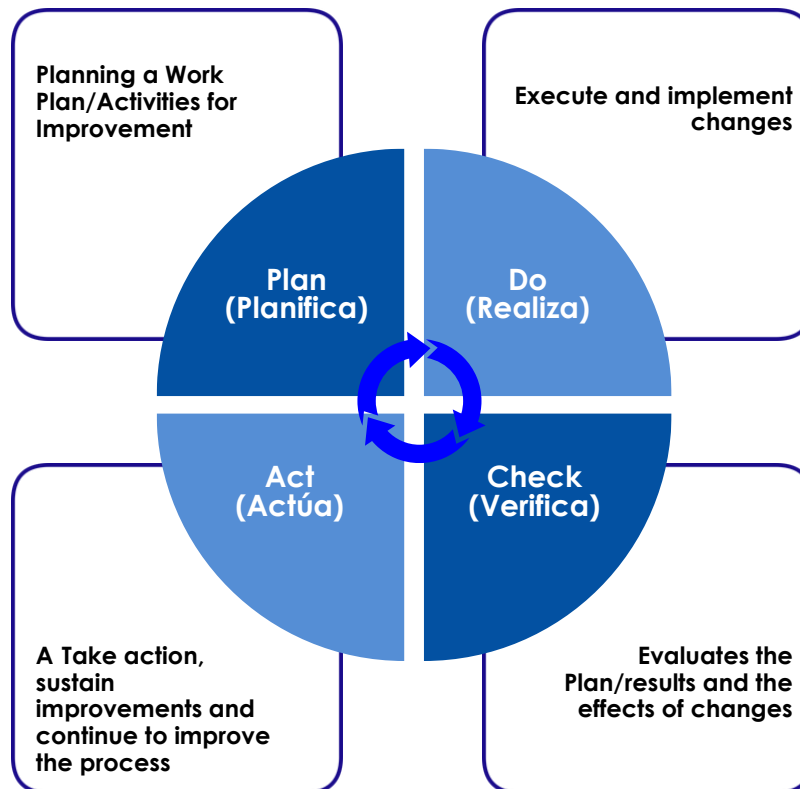 Planning a Work
Plan/Activities for
Improvement
Execute and implement
changes
Plan
(Planifica)
Do
(Realiza)
Act
(Actúa)
Check
(Verifica)
A Take action,
sustain
improvements and
continue to improve
the process
Evaluates the
Plan/results and the
effects of changes